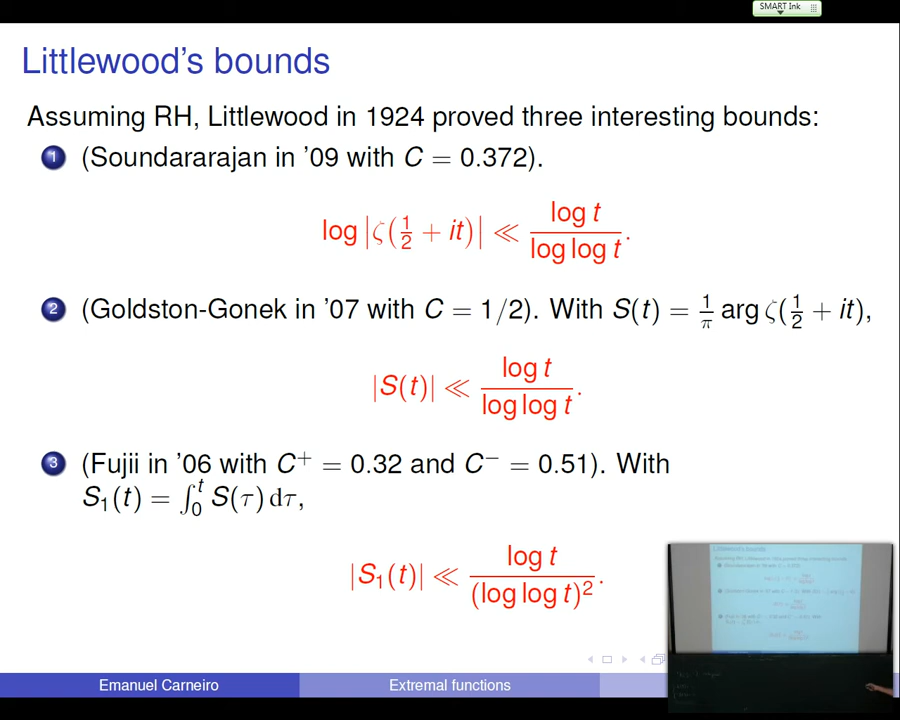 SMART Ink
Littlewood's bounds
Assuming RH, Littlewood in 1924 proved three interesting bounds:
1 (Soundararajan in '09 with C = 0.372).
log |ζ(1/2 + it)| ≪ log t / log log t.
2 (Goldston-Gonek in '07 with C = 1/2). With S(t) = 1/π arg ζ(1/2 + it),
|S(t)| ≪ log t / log log t.
3 (Fujii in '06 with C⁺ = 0.32 and C⁻ = 0.51). With
S₁(t) = ∫₀ᵗ S(τ) dτ,
|S₁(t)| ≪ log t / (log log t)².
Emanuel Carneiro
Extremal functions
Littlewood's bounds